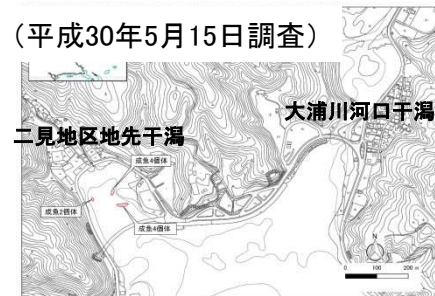 （平成30年5月15日調査）
大浦川河口干潟
二見地区地先干潟
成魚4個体
成魚2個体
成魚4個体
N
0 100 200 m